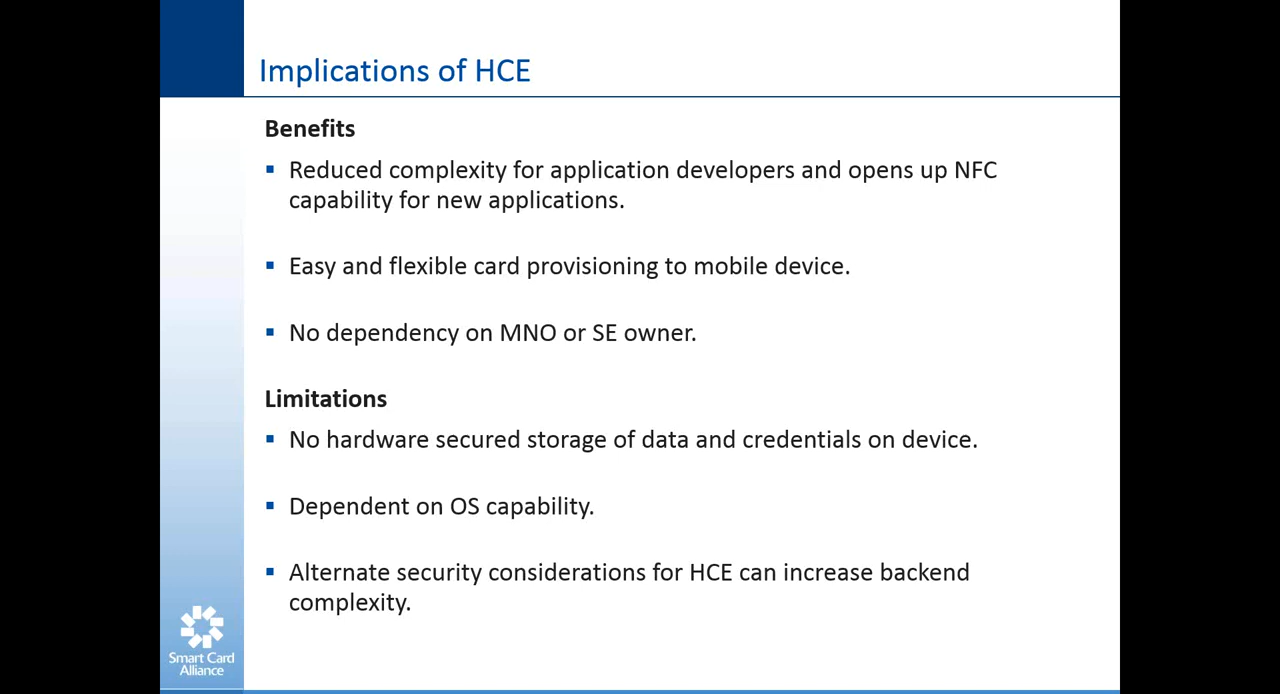 Implications of HCE
Benefits
▪ Reduced complexity for application developers and opens up NFC
capability for new applications.
▪ Easy and flexible card provisioning to mobile device.
▪ No dependency on MNO or SE owner.
Limitations
▪ No hardware secured storage of data and credentials on device.
▪ Dependent on OS capability.
▪ Alternate security considerations for HCE can increase backend
complexity.
Smart Card
Alliance